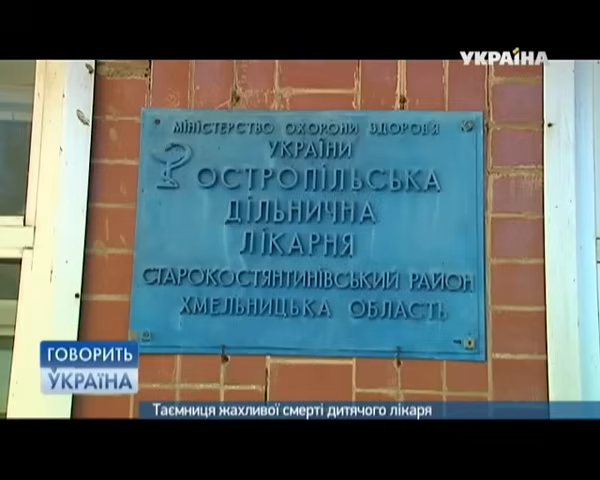 УКРАЇНА
МІНІСТЕРСТВО ОХОРОНИ ЗДОРОВ'Я
УКРАЇНИ
ОСТРОПІЛЬСЬКА
ДІЛЬНИЧНА
ЛІКАРНЯ
СТАРОКОСТЯНТИНІВСЬКИЙ РАЙОН
ХМЕЛЬНИЦЬКА ОБЛАСТЬ
ГОВОРИТЬ
УКРАЇНА
Таємниця жахливої смерті дитячого лікаря